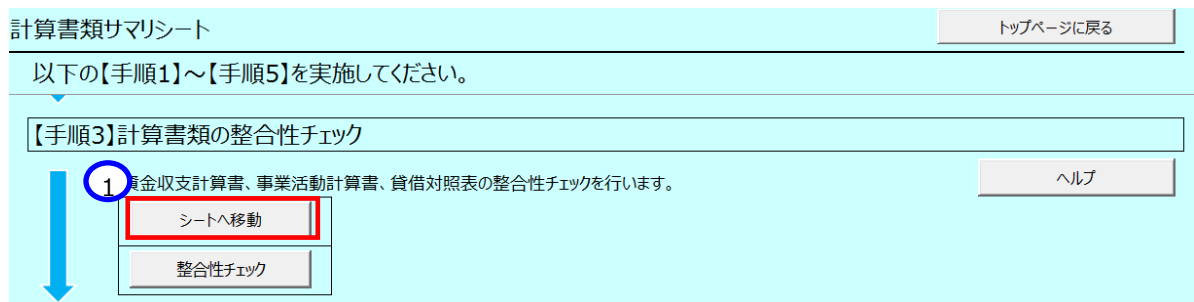 計算書類サマリシート
トップページに戻る
以下の【手順1】～【手順5】を実施してください。
【手順3】計算書類の整合性チェック
1
資金収支計算書、事業活動計算書、貸借対照表の整合性チェックを行います。
ヘルプ
シートへ移動
整合性チェック